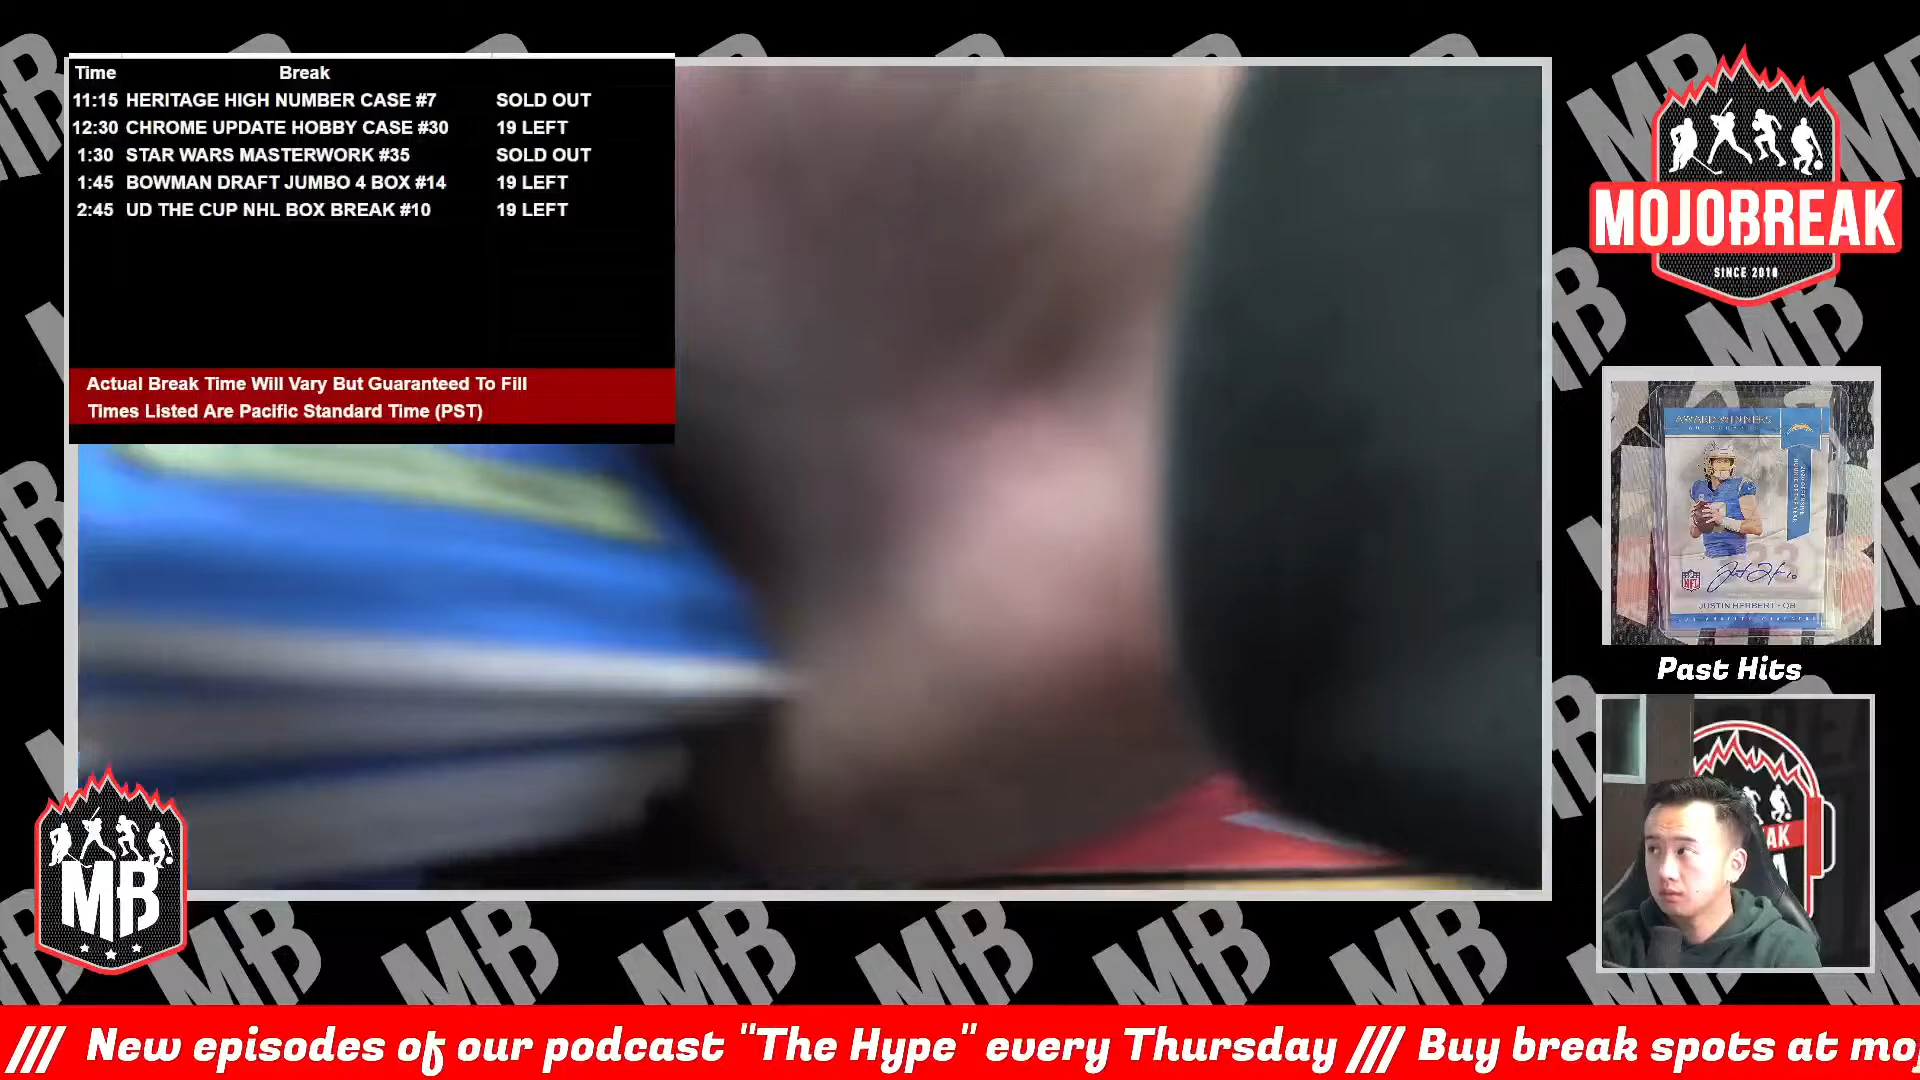 Time Break
11:15 HERITAGE HIGH NUMBER CASE #7 SOLD OUT
12:30 CHROME UPDATE HOBBY CASE #30 19 LEFT
1:30 STAR WARS MASTERWORK #35 SOLD OUT
1:45 BOWMAN DRAFT JUMBO 4 BOX #14 19 LEFT
2:45 UD THE CUP NHL BOX BREAK #10 19 LEFT
Actual Break Time Will Vary But Guaranteed To Fill
Times Listed Are Pacific Standard Time (PST)
MOJOBREAK
SINCE 2010
AWARD WINNERS
NFL
JUSTIN HERBERT • QB
Past Hits
MB
/// New episodes of our podcast "The Hype" every Thursday /// Buy break spots at